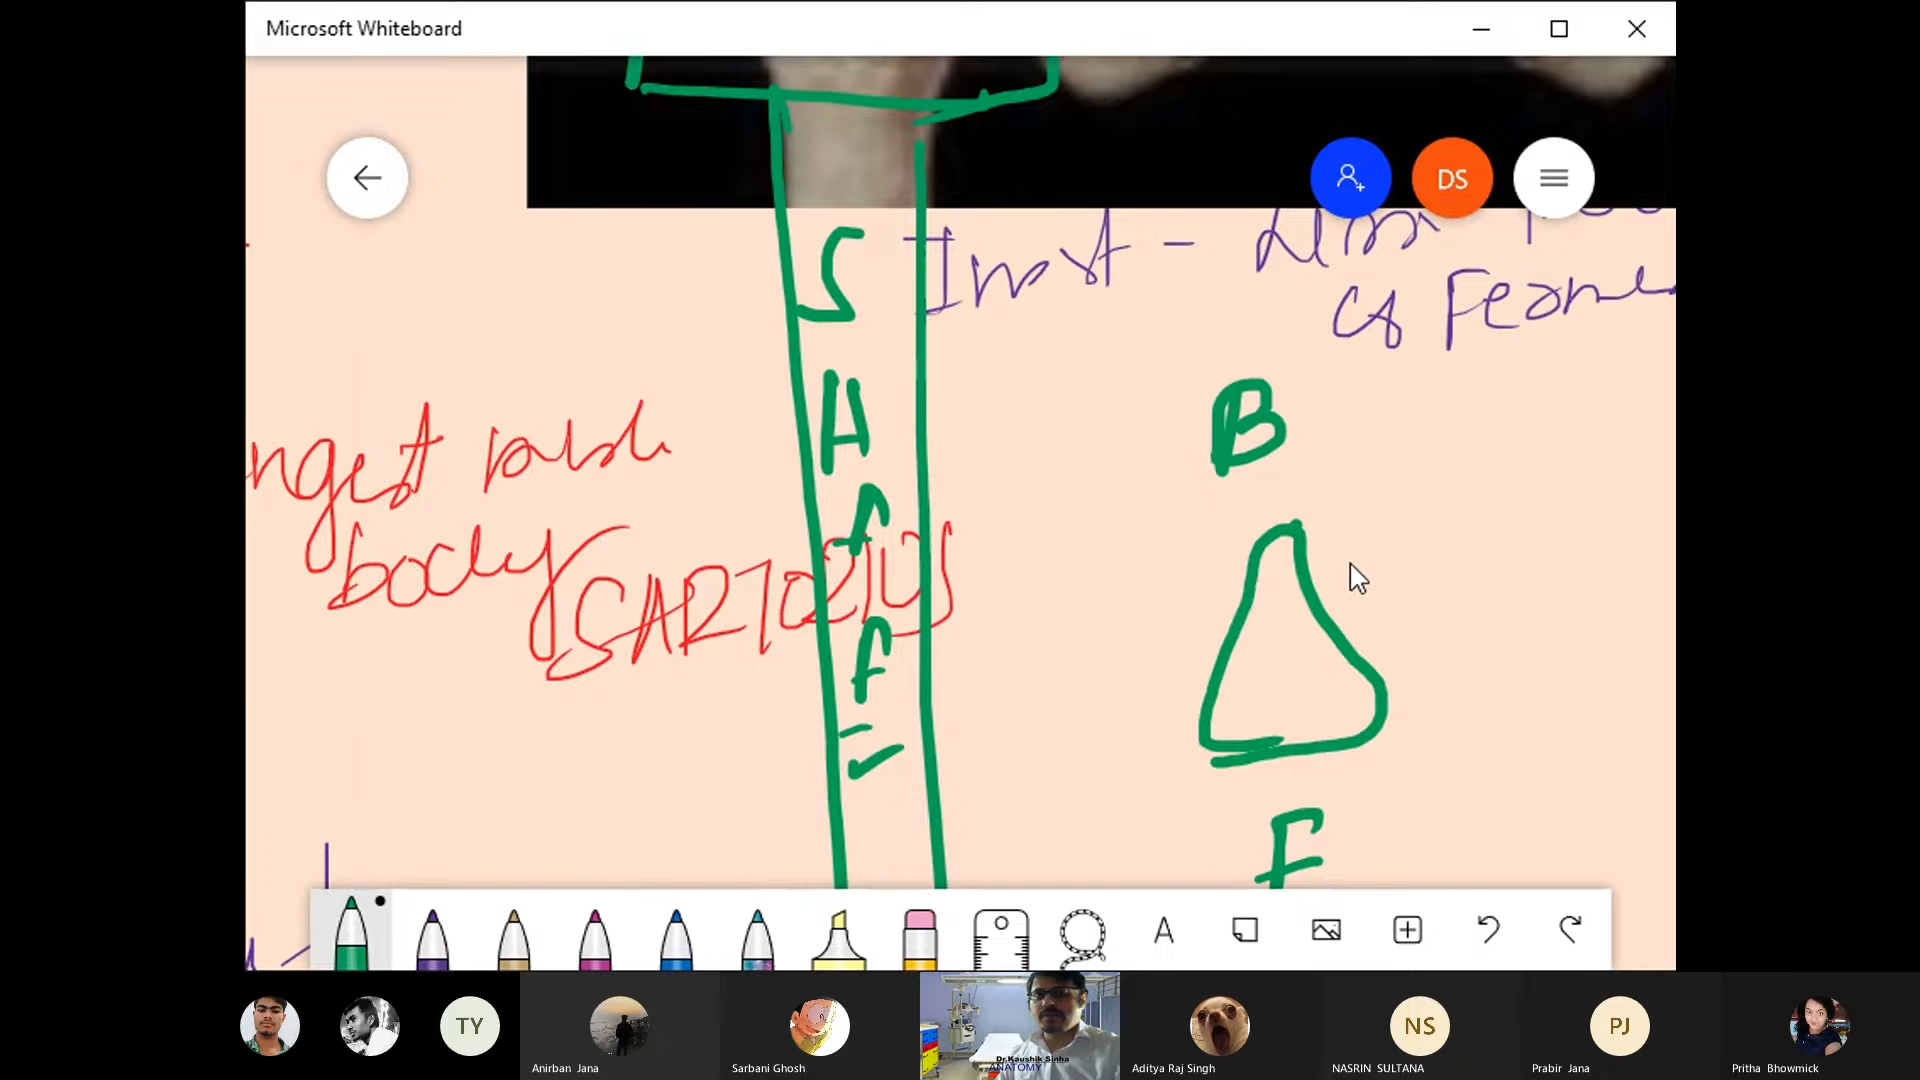 Microsoft Whiteboard
DS
Inst -
of Feom
S
H
A
f
f
B
ngest
body
SARTORIUS
F
TY
NS
PJ
Dr.Kaushik Sinha
ANATOMY
Anirban Jana
Sarbani Ghosh
Aditya Raj Singh
NASRIN SULTANA
Prabir Jana
Pritha Bhowmick